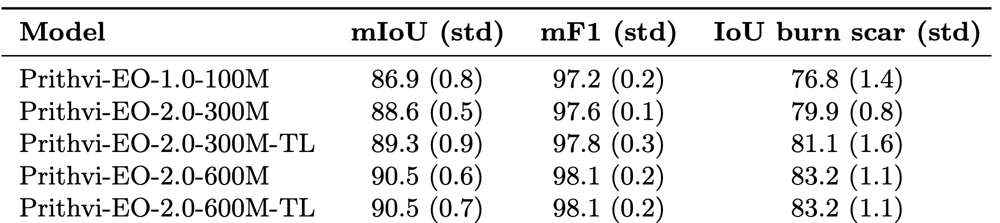 Model mIoU (std) mF1 (std) IoU burn scar (std)
Prithvi-EO-1.0-100M 86.9 (0.8) 97.2 (0.2) 76.8 (1.4)
Prithvi-EO-2.0-300M 88.6 (0.5) 97.6 (0.1) 79.9 (0.8)
Prithvi-EO-2.0-300M-TL 89.3 (0.9) 97.8 (0.3) 81.1 (1.6)
Prithvi-EO-2.0-600M 90.5 (0.6) 98.1 (0.2) 83.2 (1.1)
Prithvi-EO-2.0-600M-TL 90.5 (0.7) 98.1 (0.2) 83.2 (1.1)